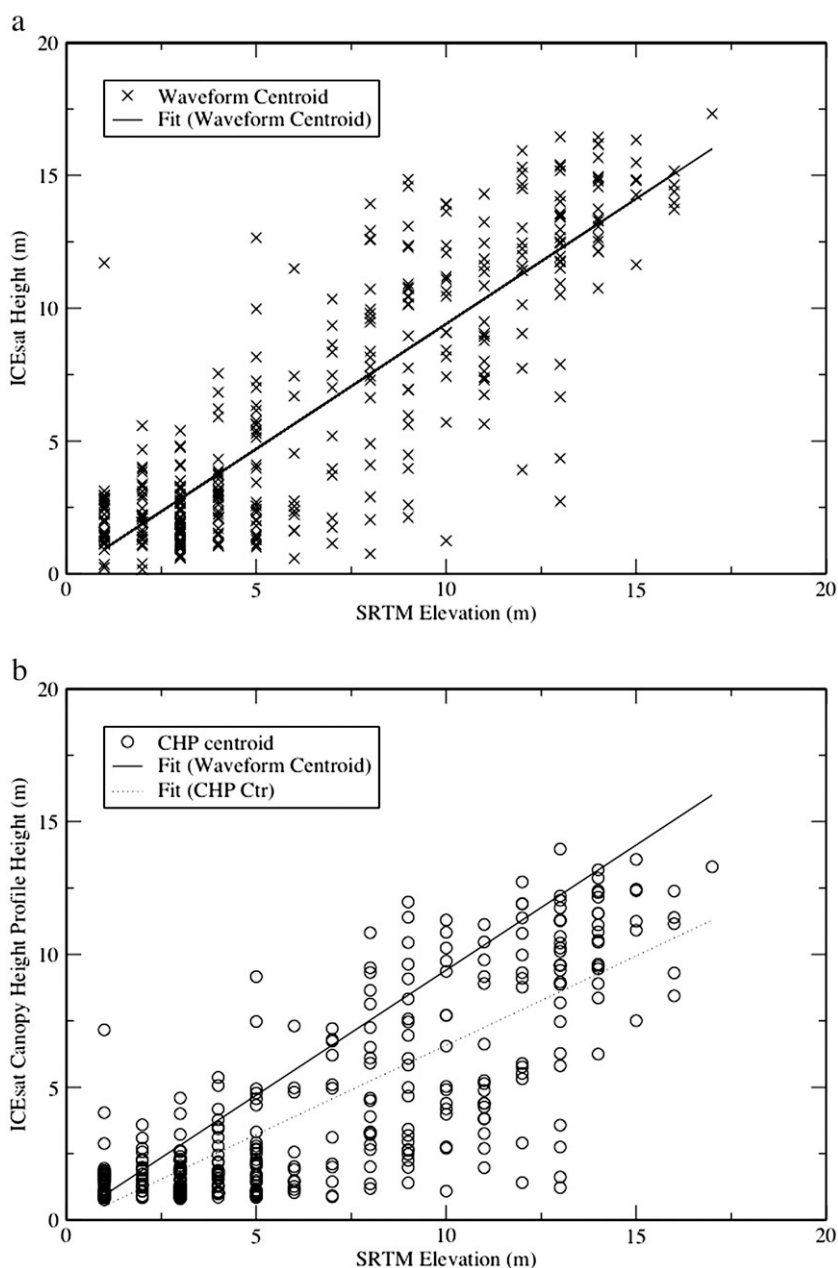 a
20
Waveform Centroid
Fit (Waveform Centroid)
15
10
5
0
ICEsat Height (m)
0 5 10 15 20
SRTM Elevation (m)
b
20
CHP centroid
Fit (Waveform Centroid)
Fit (CHP Ctr)
15
10
5
0
ICEsat Canopy Height Profile Height (m)
0 5 10 15 20
SRTM Elevation (m)